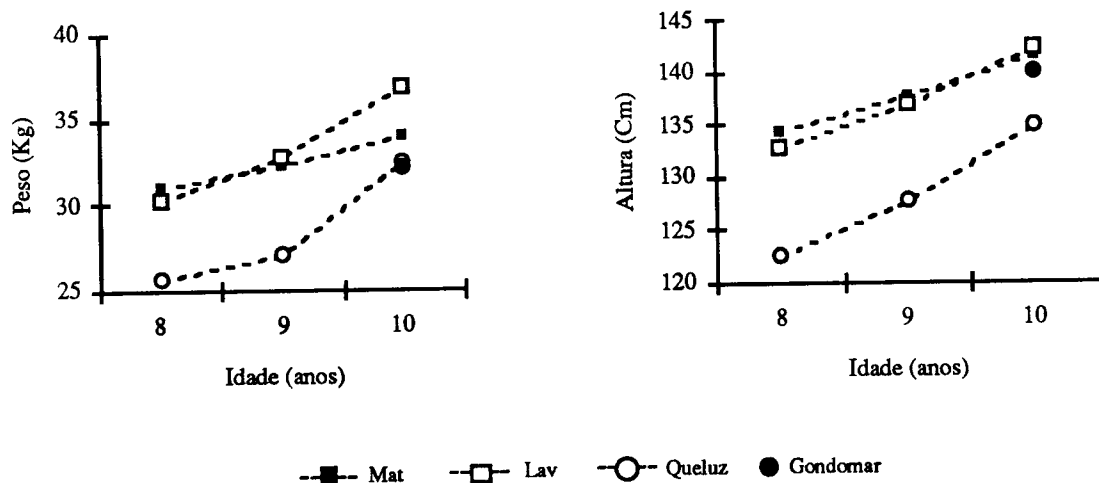 Peso (Kg)
40
35
30
25
8 9 10
Idade (anos)
Altura (Cm)
145
140
135
130
125
120
8 9 10
Idade (anos)
Mat Lav Queluz Gondomar